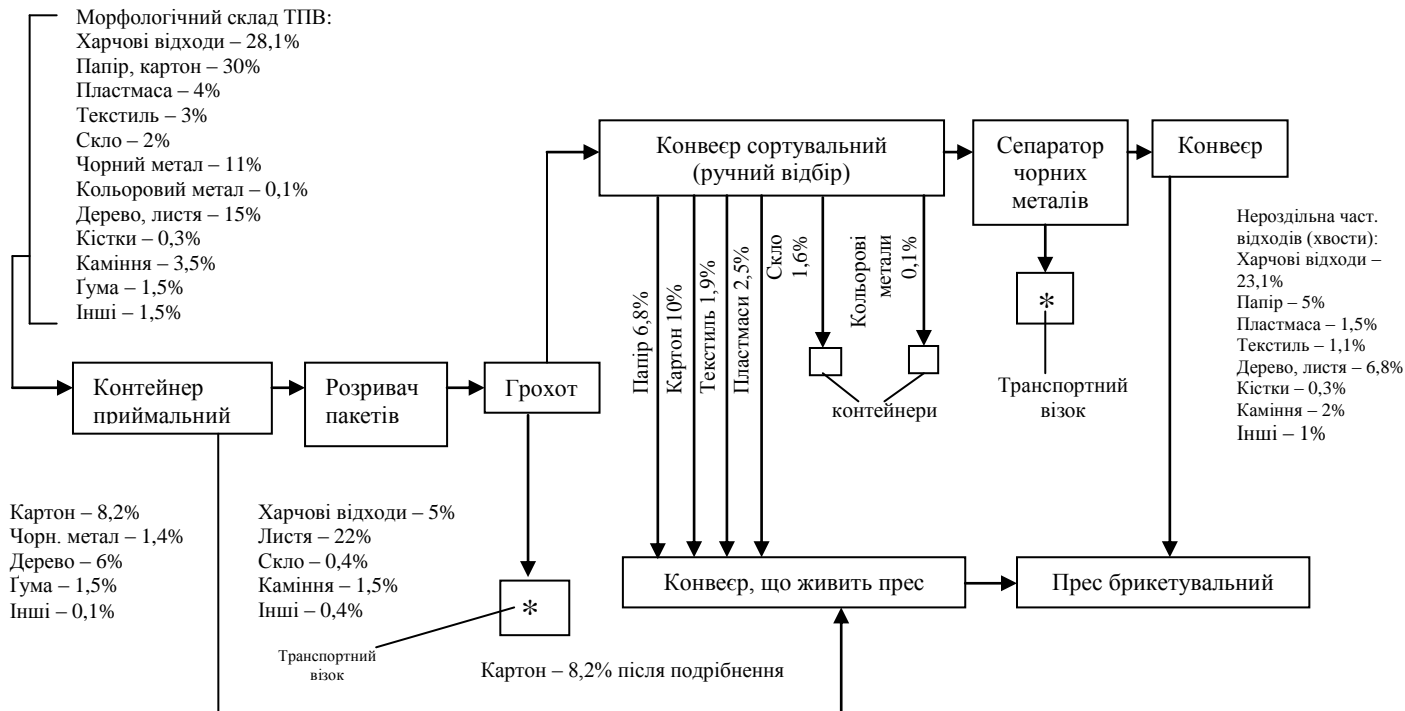 Морфологічний склад ТПВ:
Харчові відходи – 28,1%
Папір, картон – 30%
Пластмаса – 4%
Текстиль – 3%
Скло – 2%
Чорний метал – 11%
Кольоровий метал – 0,1%
Дерево, листя – 15%
Кістки – 0,3%
Каміння – 3,5%
Ґума – 1,5%
Інші – 1,5%
Контейнер
приймальний
Розривач
пакетів
Грохот
Конвеєр сортувальний
(ручний відбір)
Сепаратор
чорних
металів
Конвеєр
Папір 6,8%
Картон 10%
Текстиль 1,9%
Пластмаси 2,5%
Скло
1,6%
Кольорові
метали
0,1%
контейнери
*
Транспортний
візок
Нероздільна част.
відходів (хвости):
Харчові відходи –
23,1%
Папір – 5%
Пластмаса – 1,5%
Текстиль – 1,1%
Дерево, листя – 6,8%
Кістки – 0,3%
Каміння – 2%
Інші – 1%
Картон – 8,2%
Чорн. метал – 1,4%
Дерево – 6%
Ґума – 1,5%
Інші – 0,1%
Харчові відходи – 5%
Листя – 22%
Скло – 0,4%
Каміння – 1,5%
Інші – 0,4%
*
Транспортний
візок
Конвеєр, що живить прес
Прес брикетувальний
Картон – 8,2% після подрібнення